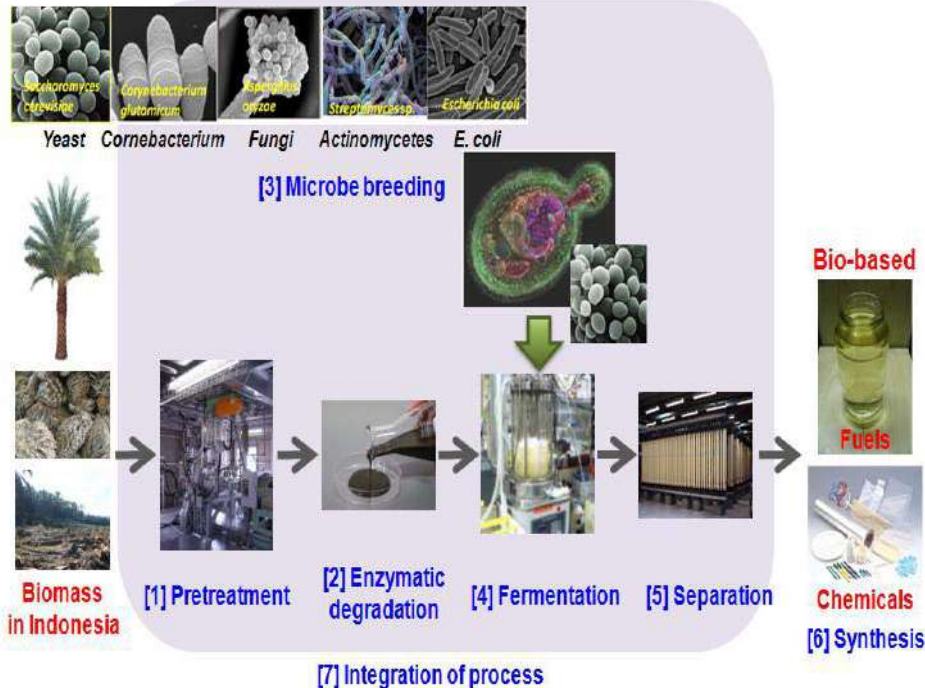 Saccharomyces
cerevisiae
Corynebacterium
glutamicum
Aspergillus
oryzae
Streptomyces sp.
Escherichia coli
Yeast Cornebacterium Fungi Actinomycetes E. coli
[3] Microbe breeding
Bio-based
Fuels
Biomass
in Indonesia
[1] Pretreatment
[2] Enzymatic
degradation
[4] Fermentation
[5] Separation
Chemicals
[6] Synthesis
[7] Integration of process